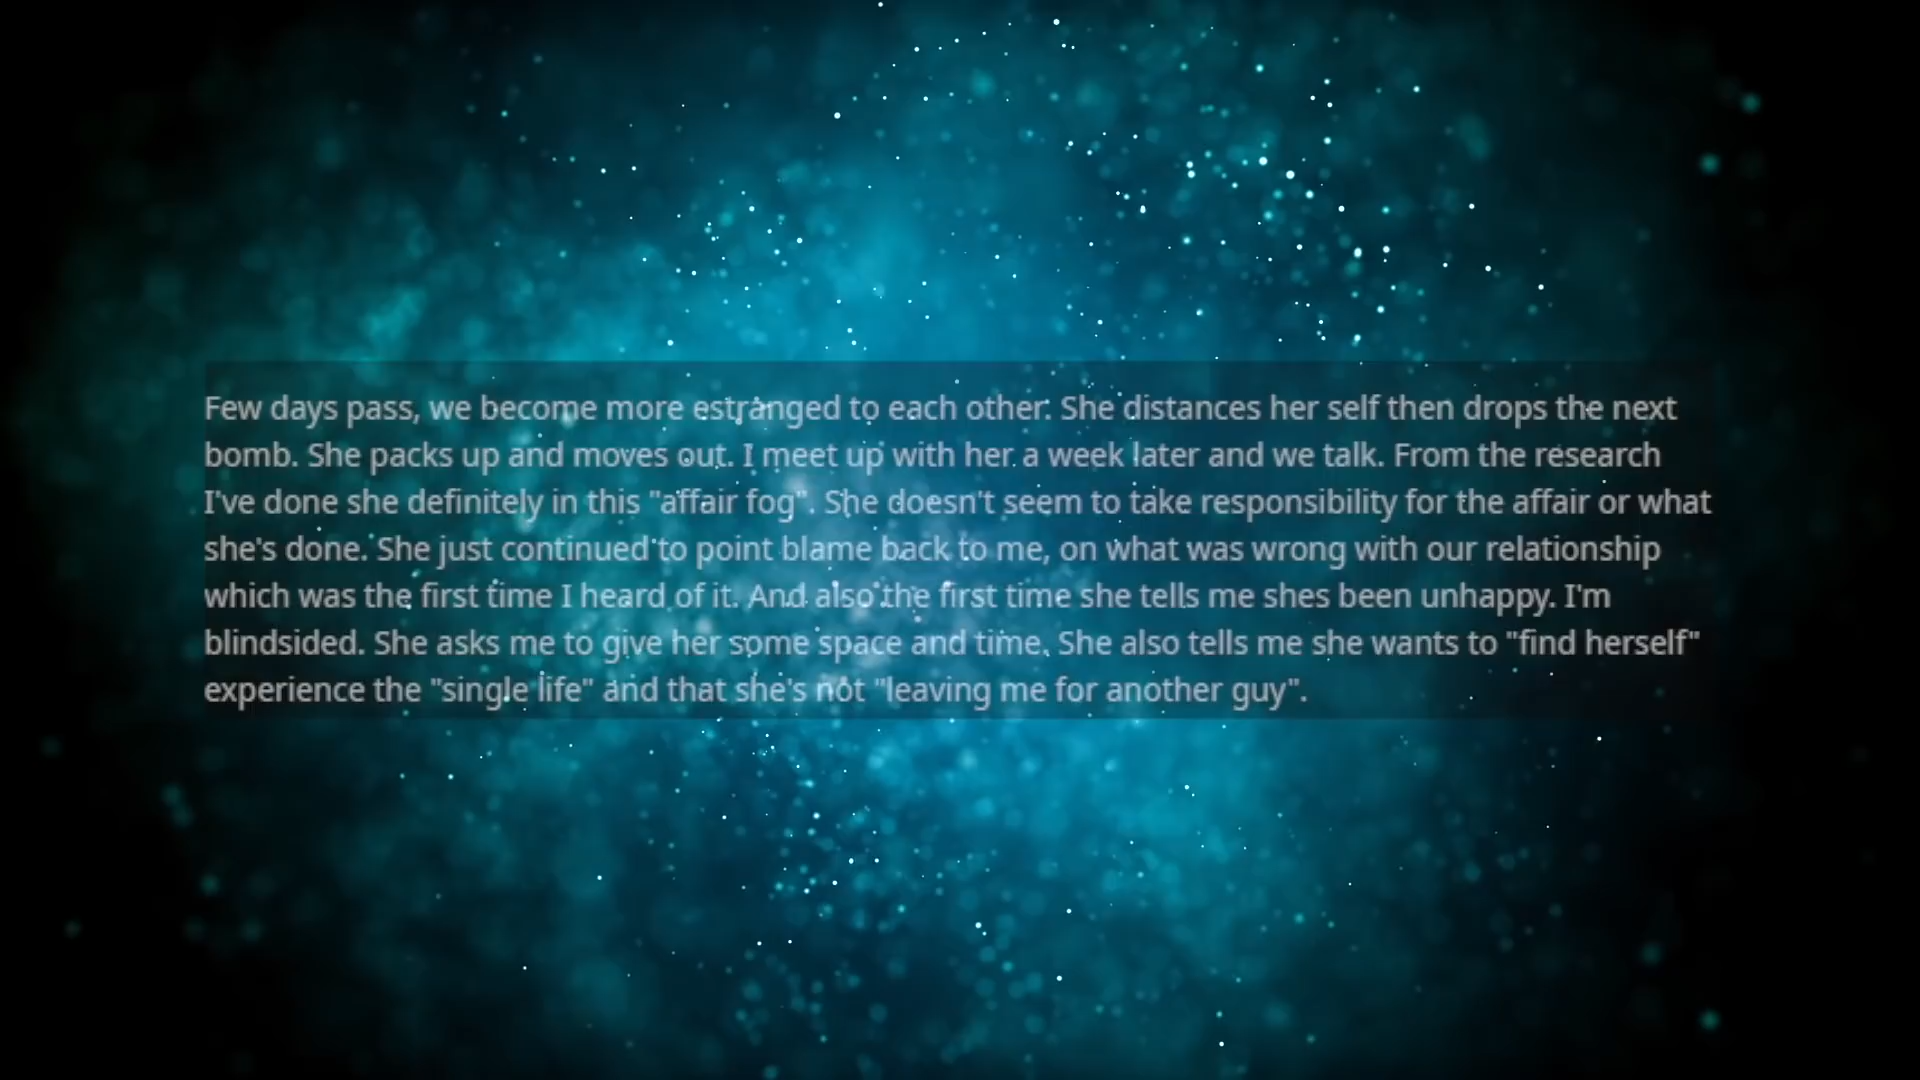 Few days pass, we become more estranged to each other. She distances her self then drops the next
bomb. She packs up and moves out. I meet up with her a week later and we talk. From the research
I've done she definitely in this "affair fog". She doesn't seem to take responsibility for the affair or what
she's done. She just continued to point blame back to me, on what was wrong with our relationship
which was the first time I heard of it. And also the first time she tells me shes been unhappy. I'm
blindsided. She asks me to give her some space and time. She also tells me she wants to "find herself"
experience the "single life" and that she's not "leaving me for another guy".